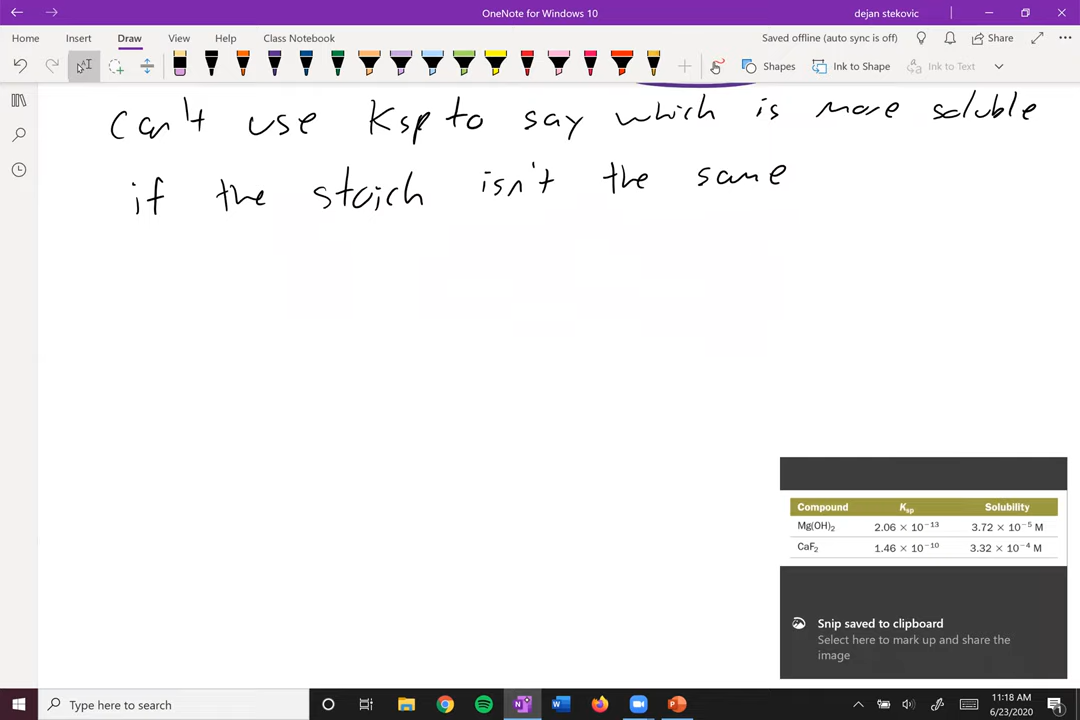 OneNote for Windows 10
dejan stekovic
Home Insert Draw View Help Class Notebook
Saved offline (auto sync is off)
Share
Shapes
Ink to Shape
Ink to Text
can't use Ksp to say which is more soluble
if the stoich isn't the same
Compound Ksp Solubility
Mg(OH)₂ 2.06 × 10⁻¹³ 3.72 × 10⁻⁵ M
CaF₂ 1.46 × 10⁻¹⁰ 3.32 × 10⁻⁴ M
Snip saved to clipboard
Select here to mark up and share the
image
Type here to search
11:18 AM
6/23/2020